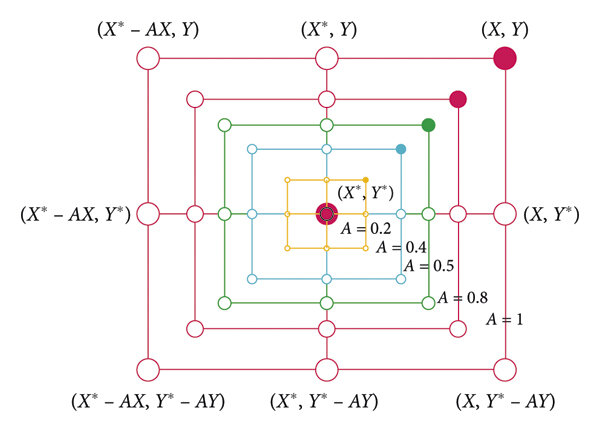 (X* – AX, Y)
(X*, Y)
(X, Y)
(X*, Y*)
(X* – AX, Y*)
(X, Y*)
A = 0.2
A = 0.4
A = 0.5
A = 0.8
A = 1
(X* – AX, Y* – AY)
(X*, Y* – AY)
(X, Y* – AY)